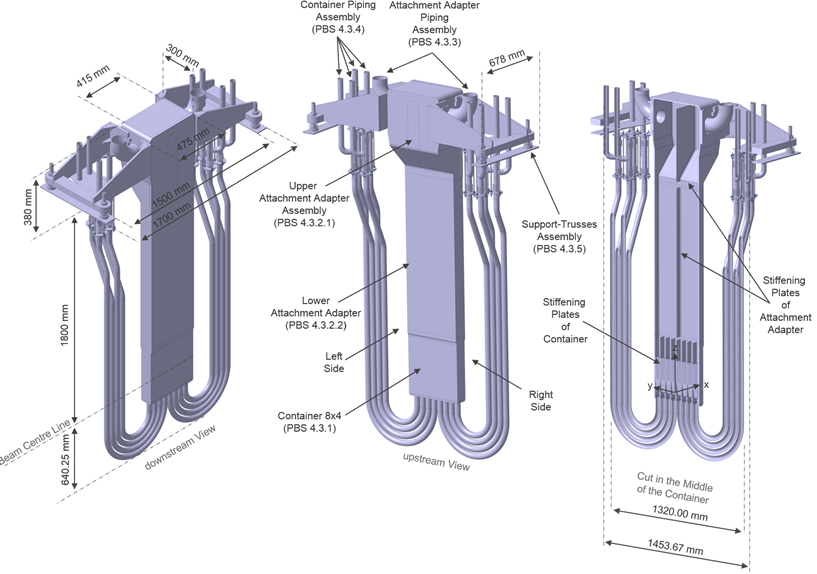 Container Piping
Assembly
(PBS 4.3.4)
Attachment Adapter
Piping
Assembly
(PBS 4.3.3)
300 mm
415 mm
678 mm
475 mm
1500 mm
1700 mm
380 mm
1800 mm
Beam Centre Line
640.25 mm
downstream View
Upper
Attachment Adapter
Assembly
(PBS 4.3.2.1)
Support-Trusses
Assembly
(PBS 4.3.5)
Lower
Attachment Adapter
(PBS 4.3.2.2)
Left
Side
Right
Side
Container 8x4
(PBS 4.3.1)
upstream View
Stiffening
Plates
of
Attachment
Adapter
Stiffening
Plates
of
Container
z
y
x
Cut in the Middle
of the Container
1320.00 mm
1453.67 mm